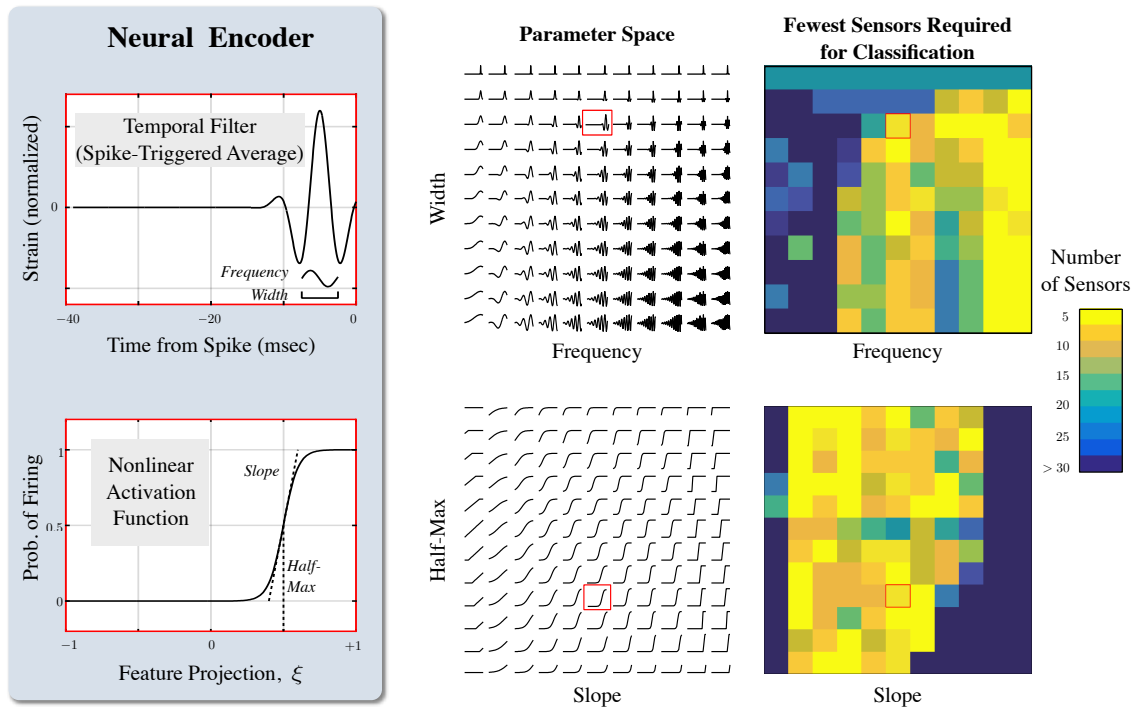 Neural Encoder
Strain (normalized)
Temporal Filter
(Spike-Triggered Average)
0
Frequency
Width
−40
−20
0
Time from Spike (msec)
Prob. of Firing
1
0.5
0
Nonlinear
Activation
Function
Slope
Half-
Max
−1
0
+1
Feature Projection, ξ
Parameter Space
Width
Frequency
Half-Max
Slope
Fewest Sensors Required
for Classification
Frequency
Slope
Number
of Sensors
5
10
15
20
25
> 30